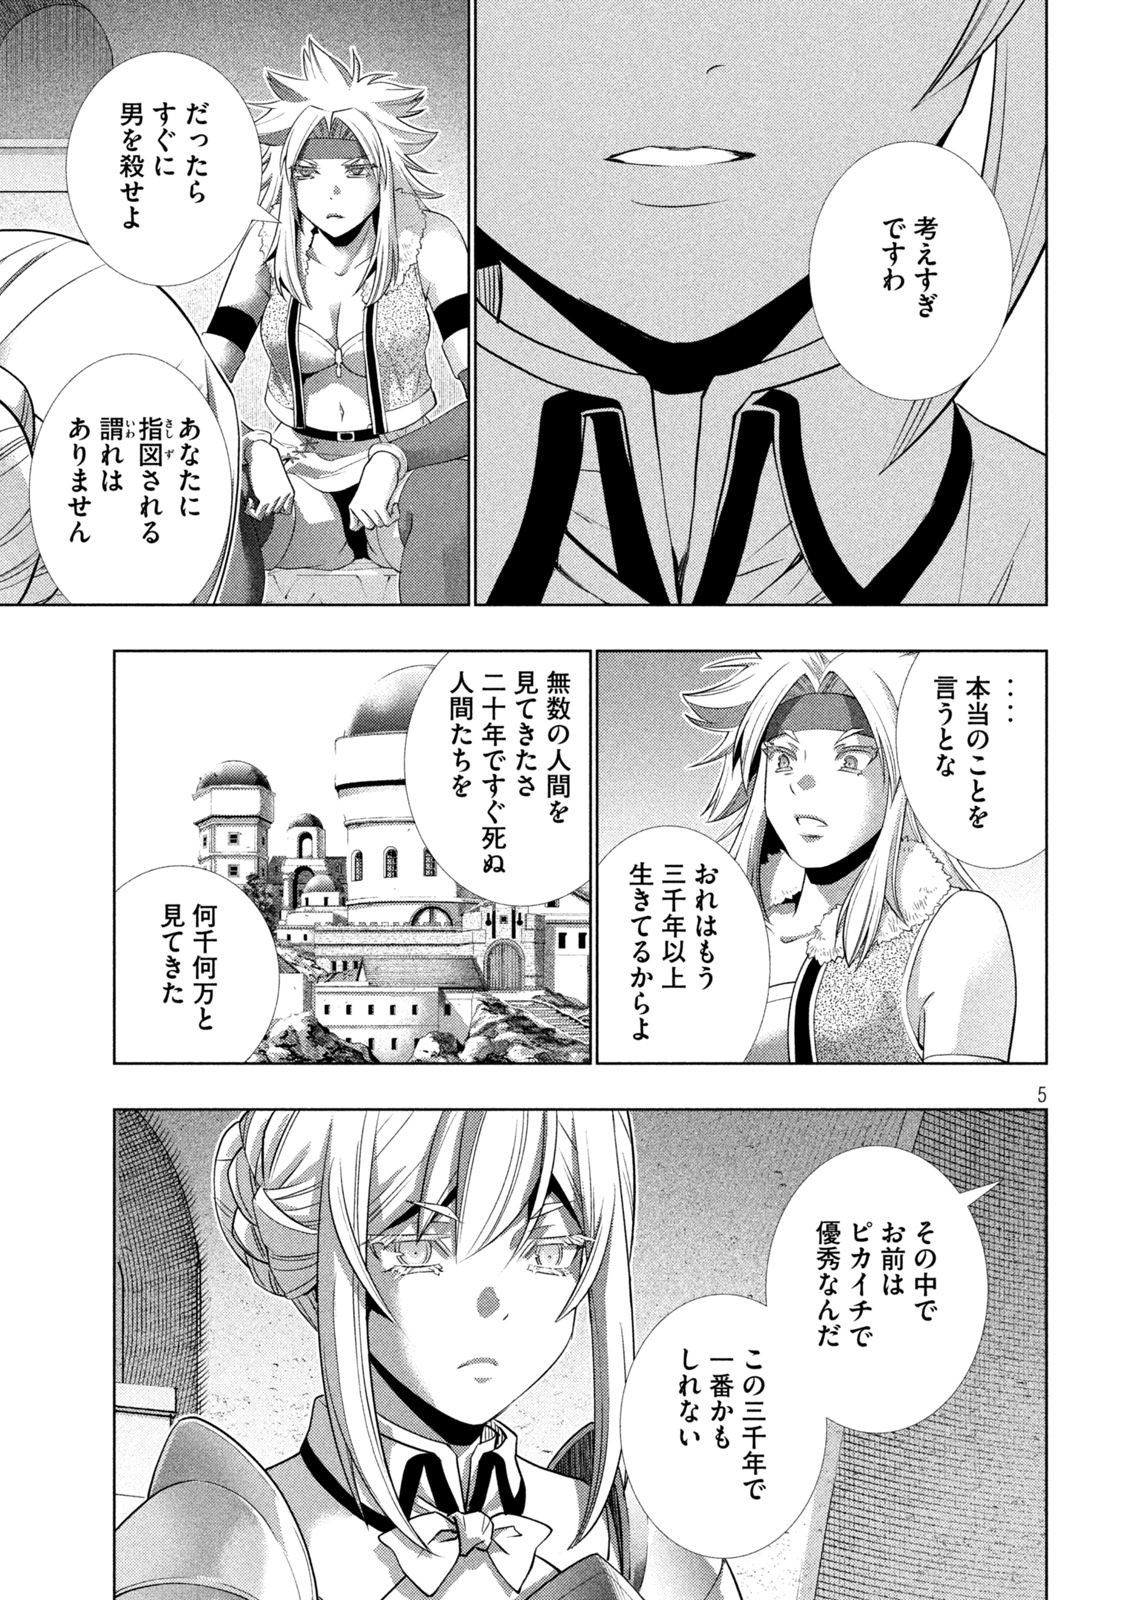 考えすぎ
ですわ
だったら
すぐに
男を殺せよ
あなたに
指図される
さしず
謂れは
いわ
ありません
本当のことを
言うとな
おれはもう
三千年以上
生きてるからよ
無数の人間を
見てきたさ
二十年ですぐ死ぬ
人間たちを
何千何万と
見てきた
5
その中で
お前は
ピカイチで
優秀なんだ
この三千年で
一番かも
しれない